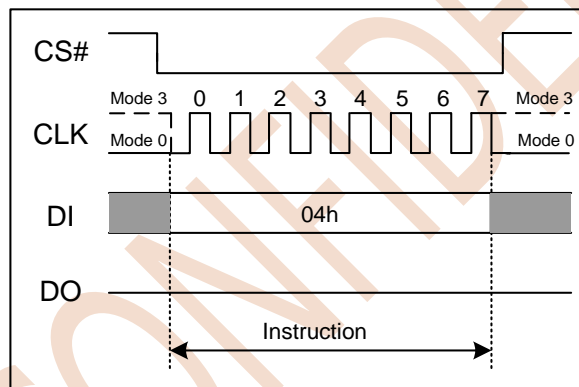 CS#
Mode 3 0 1 2 3 4 5 6 7 Mode 3
CLK
Mode 0 Mode 0
DI 04h
DO
Instruction